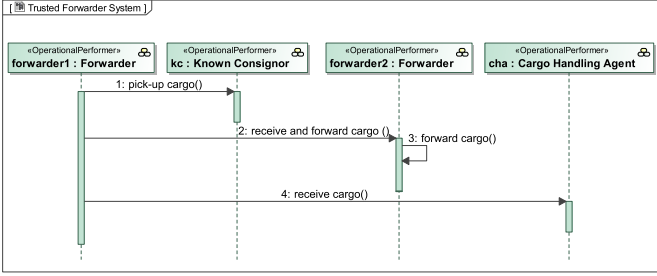 [ Trusted Forwarder System ]
«OperationalPerformer»
forwarder1 : Forwarder
«OperationalPerformer»
kc : Known Consignor
«OperationalPerformer»
forwarder2 : Forwarder
«OperationalPerformer»
cha : Cargo Handling Agent
1: pick-up cargo()
2: receive and forward cargo ()
3: forward cargo()
4: receive cargo()